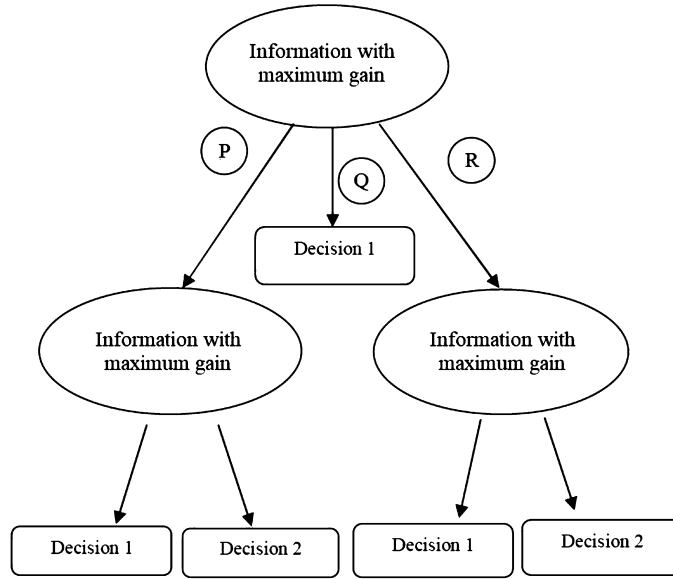 Information with
maximum gain
P
Q
R
Decision 1
Information with
maximum gain
Information with
maximum gain
Decision 1
Decision 2
Decision 1
Decision 2